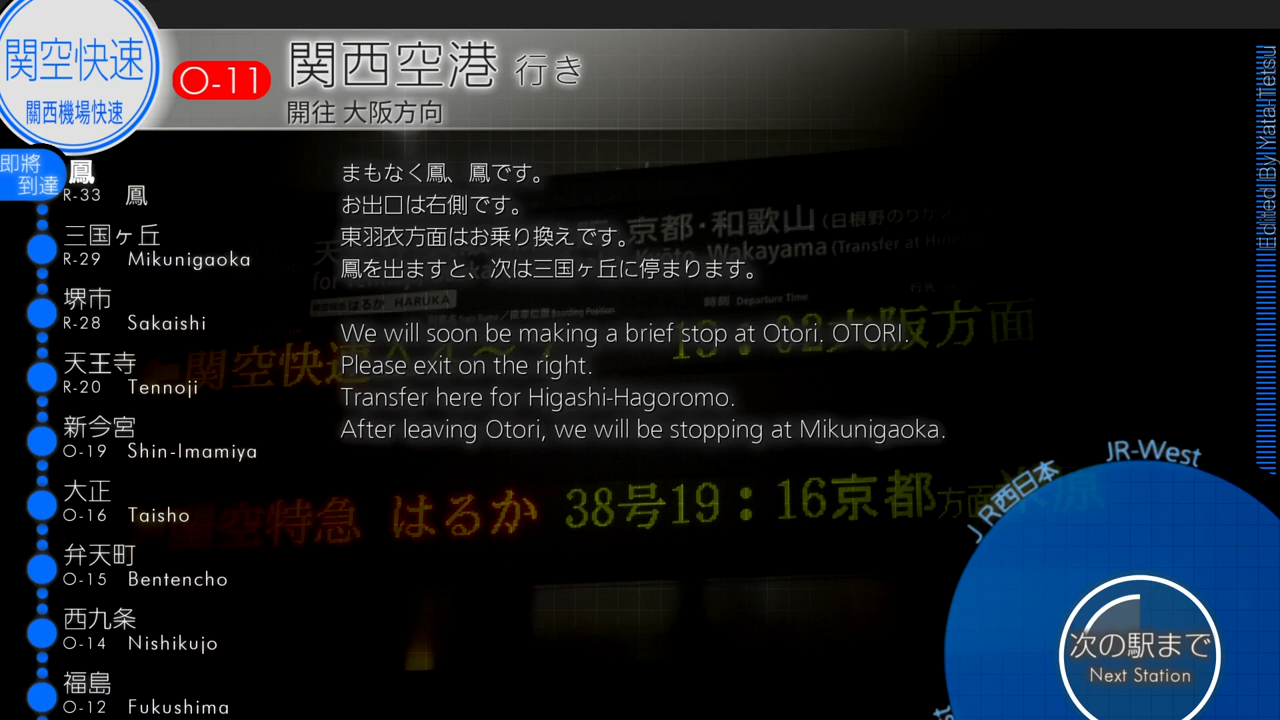 関空快速
關西機場快速
O-11
関西空港 行き
開往 大阪方向
即將
到達
鳳
R-33 鳳
三国ヶ丘
R-29 Mikunigaoka
堺市
R-28 Sakaishi
天王寺
R-20 Tennoji
新今宮
O-19 Shin-Imamiya
大正
O-16 Taisho
弁天町
O-15 Bentencho
西九条
O-14 Nishikujo
福島
O-12 Fukushima
まもなく鳳、鳳です。
お出口は右側です。
東羽衣方面はお乗り換えです。
鳳を出ますと、次は三国ヶ丘に停まります。
We will soon be making a brief stop at Otori. OTORI.
Please exit on the right.
Transfer here for Higashi-Hagoromo.
After leaving Otori, we will be stopping at Mikunigaoka.
京都・和歌山
Wakayama
はるか HARUKA
時刻 Departure Time
関空快速
大阪方面
関空特急 はるか 38号 19:16 京都方面
Edited By Yata-Tetsu
JR西日本 JR-West
次の駅まで
Next Station